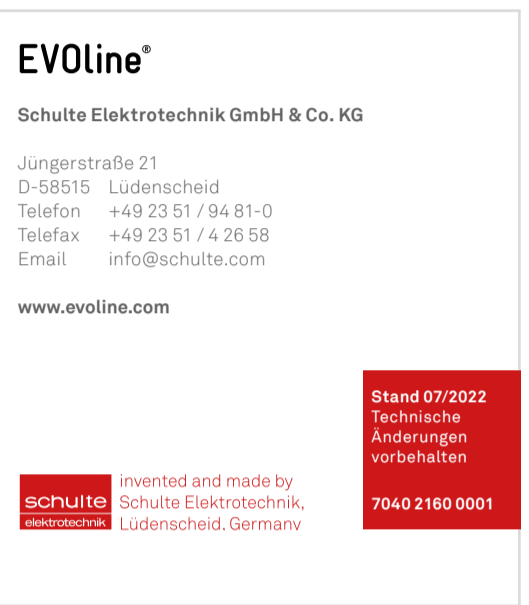 EVOline®
Schulte Elektrotechnik GmbH & Co. KG
Jüngerstraße 21
D-58515 Lüdenscheid
Telefon +49 23 51 / 94 81-0
Telefax +49 23 51 / 4 26 58
Email info@schulte.com
www.evoline.com
Stand 07/2022
Technische
Änderungen
vorbehalten
7040 2160 0001
schulte
elektrotechnik
invented and made by
Schulte Elektrotechnik,
Lüdenscheid, Germany